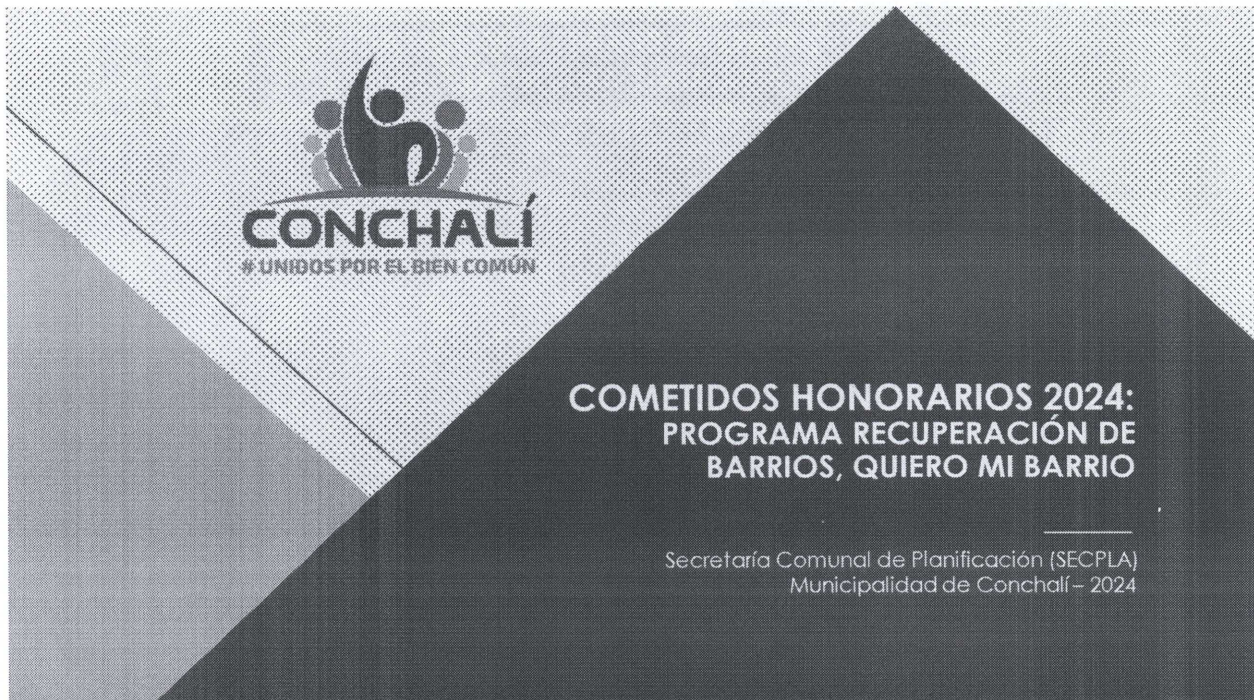 CONCHALÍ
# UNIDOS POR EL BIEN COMÚN
COMETIDOS HONORARIOS 2024:
PROGRAMA RECUPERACIÓN DE
BARRIOS, QUIERO MI BARRIO
Secretaría Comunal de Planificación (SECPLA)
Municipalidad de Conchalí – 2024